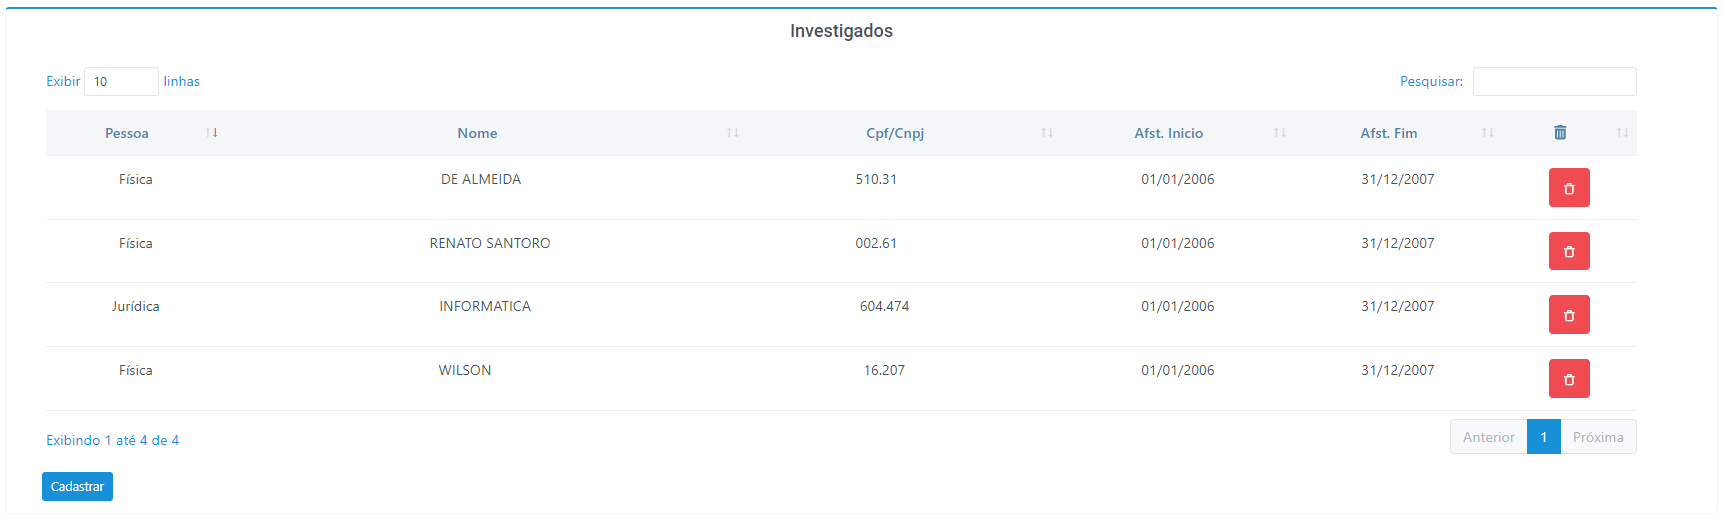 Investigados
Exibir 10 linhas Pesquisar:
Pessoa Nome Cpf/Cnpj Afst. Inicio Afst. Fim
Física DE ALMEIDA 510.31 01/01/2006 31/12/2007
Física RENATO SANTORO 002.61 01/01/2006 31/12/2007
Jurídica INFORMATICA 604.474 01/01/2006 31/12/2007
Física WILSON 16.207 01/01/2006 31/12/2007
Exibindo 1 até 4 de 4 Anterior 1 Próxima
Cadastrar